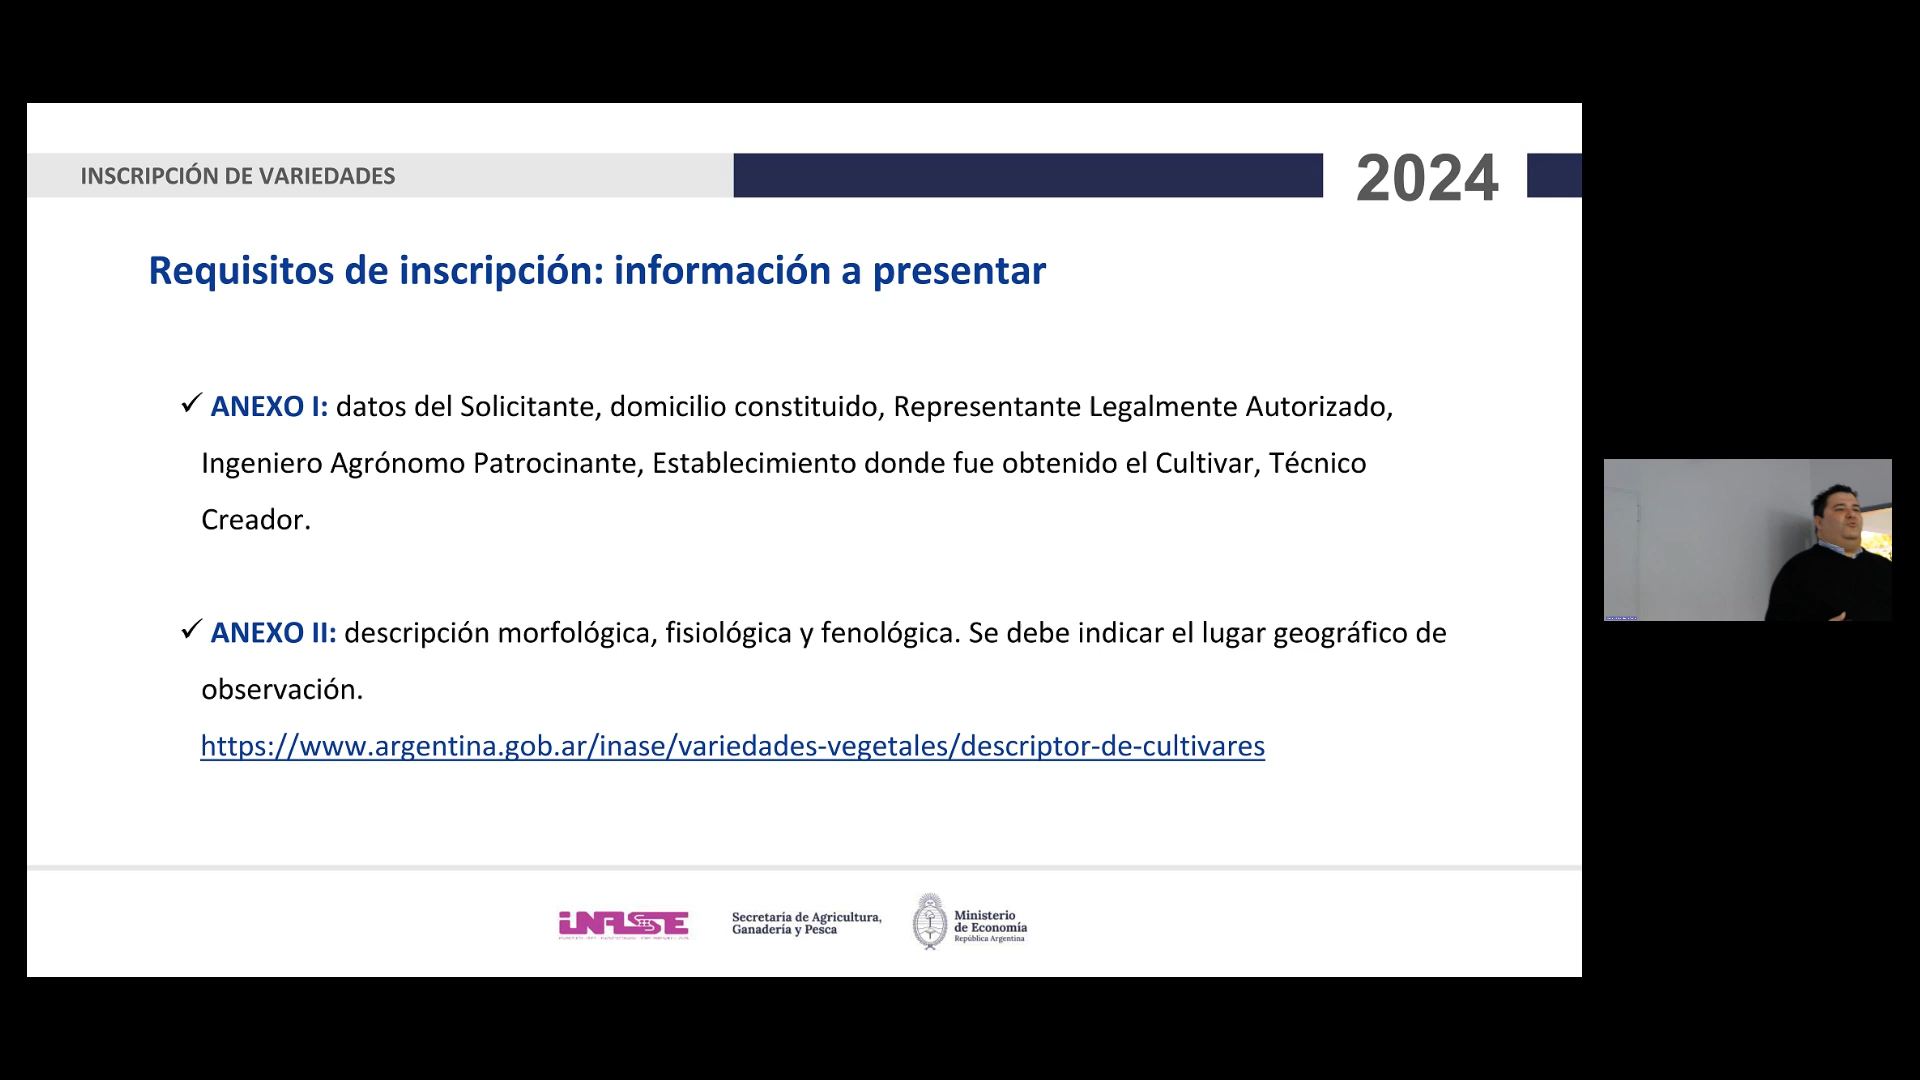 INSCRIPCIÓN DE VARIEDADES
2024
Requisitos de inscripción: información a presentar
✓ ANEXO I: datos del Solicitante, domicilio constituido, Representante Legalmente Autorizado,
Ingeniero Agrónomo Patrocinante, Establecimiento donde fue obtenido el Cultivar, Técnico
Creador.
✓ ANEXO II: descripción morfológica, fisiológica y fenológica. Se debe indicar el lugar geográfico de
observación.
https://www.argentina.gob.ar/inase/variedades-vegetales/descriptor-de-cultivares
INASE
Secretaría de Agricultura,
Ganadería y Pesca
Ministerio
de Economía
República Argentina